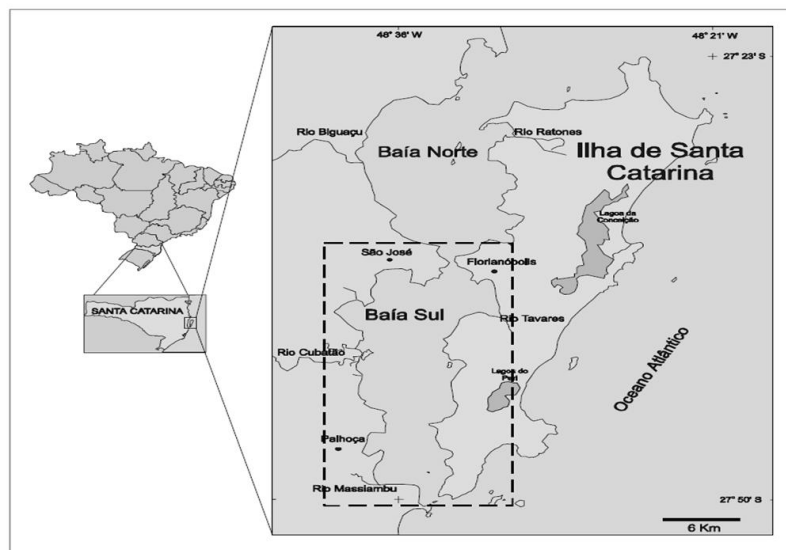 48° 36' W
48° 21' W
27° 23' S
Rio Biguaçu
Baía Norte
Rio Ratones
Ilha de Santa
Catarina
Lagoa da
Conceição
São José
Florianópolis
SANTA CATARINA
Baía Sul
Rio Tavares
Rio Cubatão
Lagoa do
Peri
Oceano Atlântico
Palhoça
Rio Massiambu
27° 50' S
6 Km